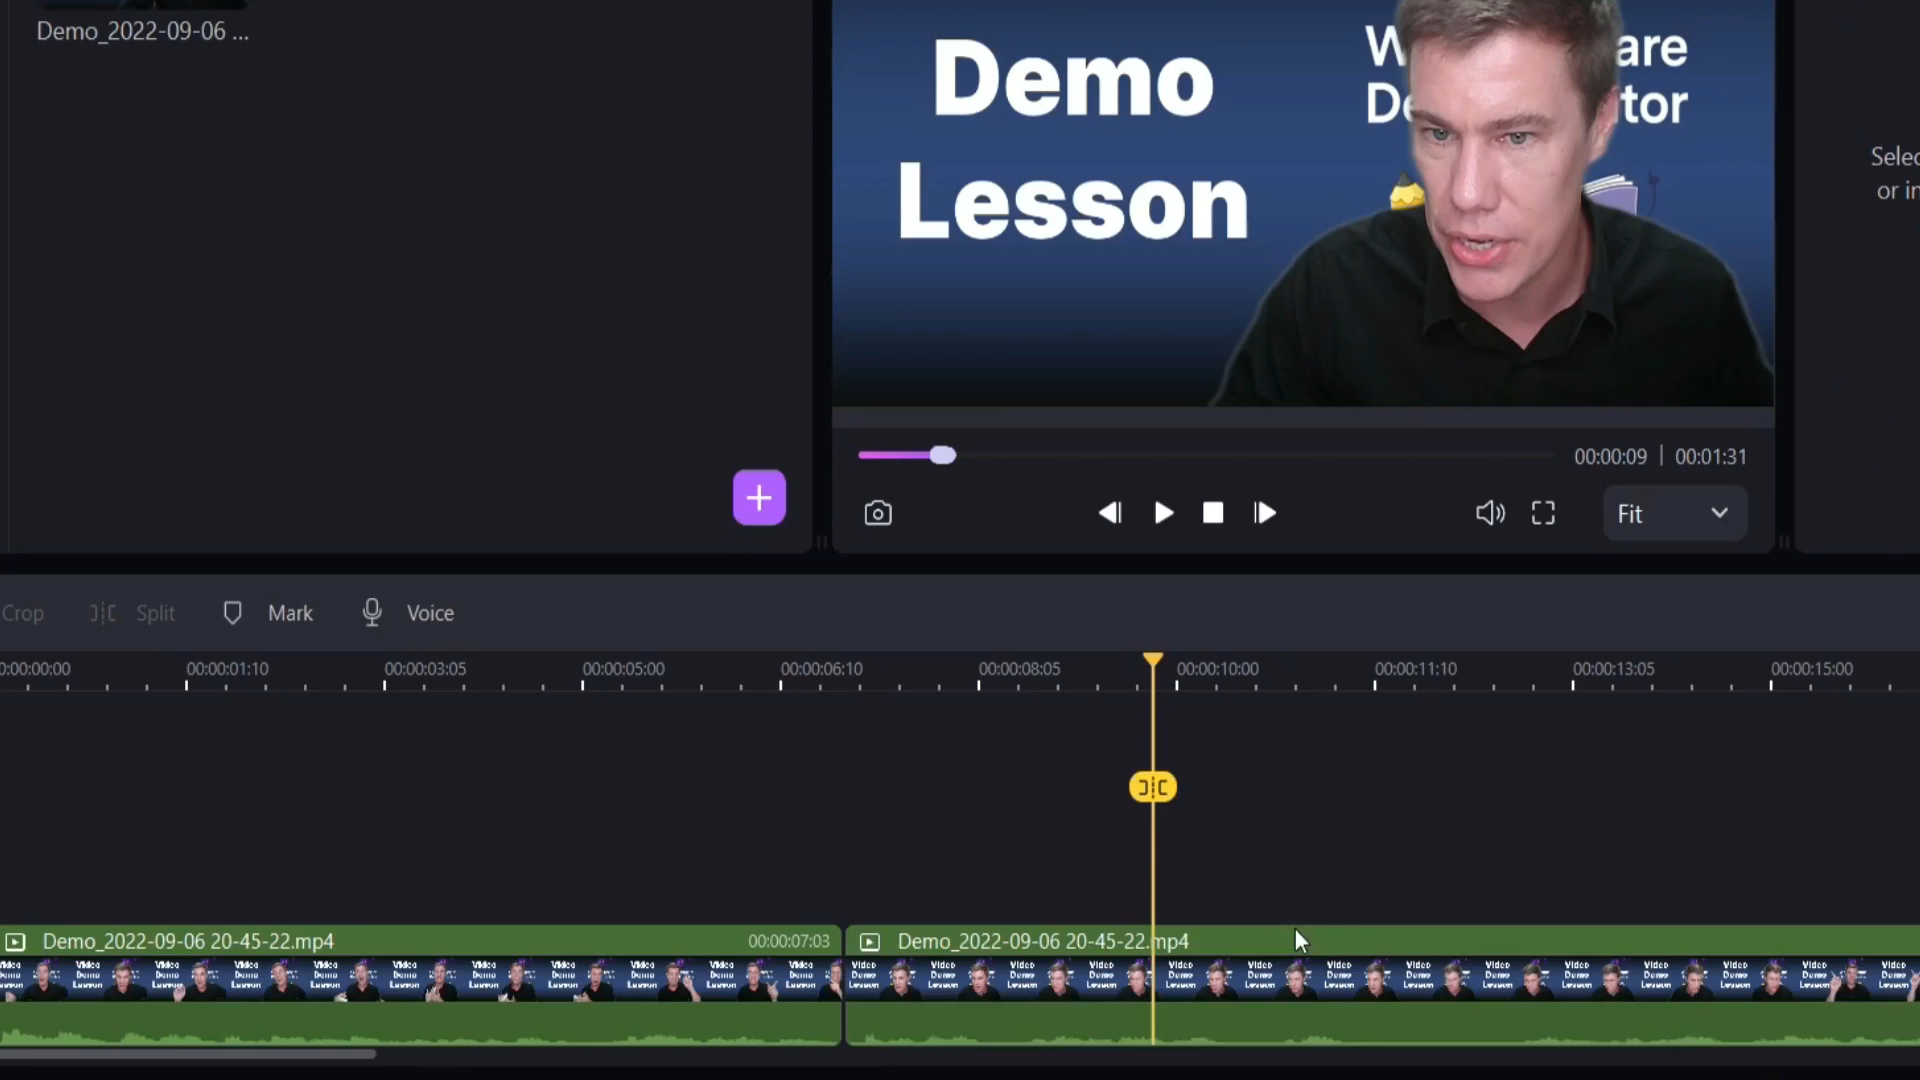 Demo_2022-09-06 ...
Demo
Lesson
W are
De tor
Selec
or in
00:00:09 | 00:01:31
Fit
Crop
Split
Mark
Voice
0:00:00:00
00:00:01:10
00:00:03:05
00:00:05:00
00:00:06:10
00:00:08:05
00:00:10:00
00:00:11:10
00:00:13:05
00:00:15:00
Demo_2022-09-06 20-45-22.mp4
00:00:07:03
Demo_2022-09-06 20-45-22.mp4